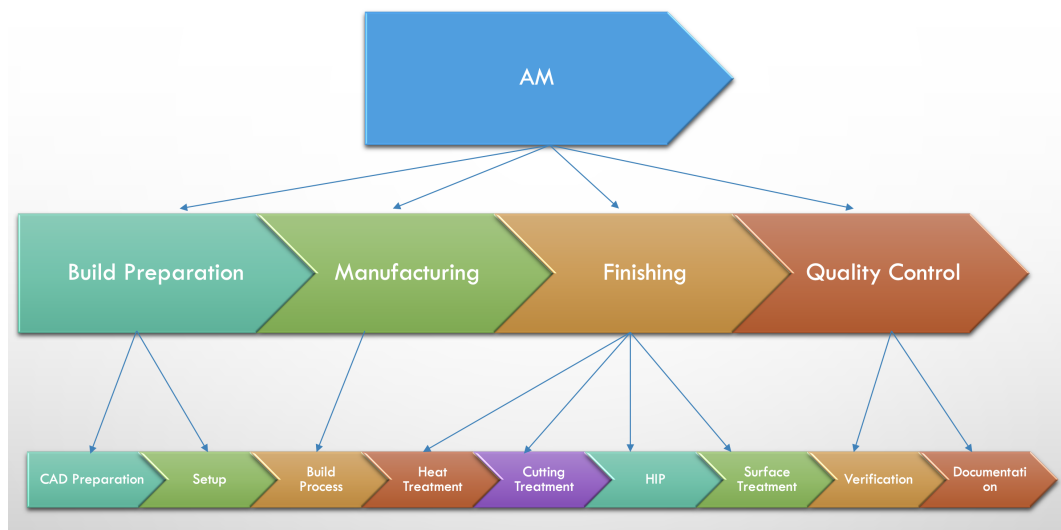 AM
Build Preparation
Manufacturing
Finishing
Quality Control
CAD Preparation
Setup
Build
Process
Heat
Treatment
Cutting
Treatment
HIP
Surface
Treatment
Verification
Documentati
on